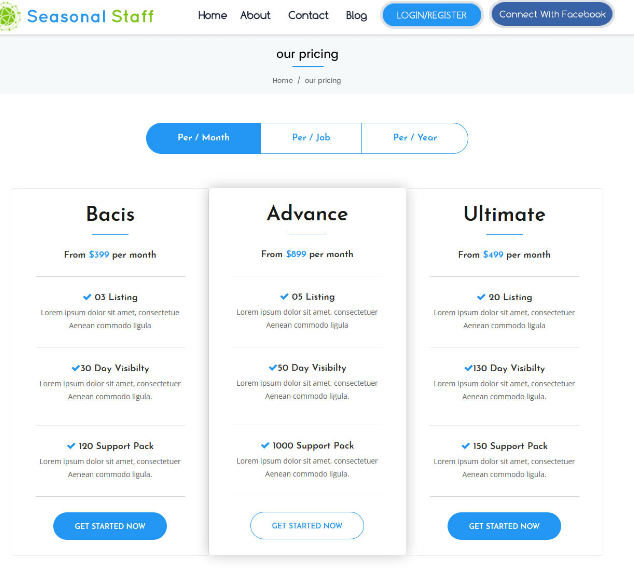 Seasonal Staff
Home About Contact Blog LOGIN/REGISTER Connect With Facebook
our pricing
Home / our pricing
Per / Month Per / Job Per / Year
Bacis
From $399 per month
03 Listing
Lorem ipsum dolor sit amet, consectetue
Aenean commodo ligula
30 Day Visibilty
Lorem ipsum dolor sit amet, consectetuer
Aenean commodo ligula.
120 Support Pack
Lorem ipsum dolor sit amet, consectetuer
Aenean commodo ligula.
GET STARTED NOW
Advance
From $899 per month
05 Listing
Lorem ipsum dolor sit amet, consectetuer
Aenean commodo ligula
50 Day Visibilty
Lorem ipsum dolor sit amet, consectetuer
Aenean commodo ligula.
1000 Support Pack
Lorem ipsum dolor sit amet, consectetuer
Aenean commodo ligula.
GET STARTED NOW
Ultimate
From $499 per month
20 Listing
Lorem ipsum dolor sit amet, consectetuer
Aenean commodo ligula
130 Day Visibilty
Lorem ipsum dolor sit amet, consectetuer
Aenean commodo ligula.
150 Support Pack
Lorem ipsum dolor sit amet, consectetuer
Aenean commodo ligula.
GET STARTED NOW